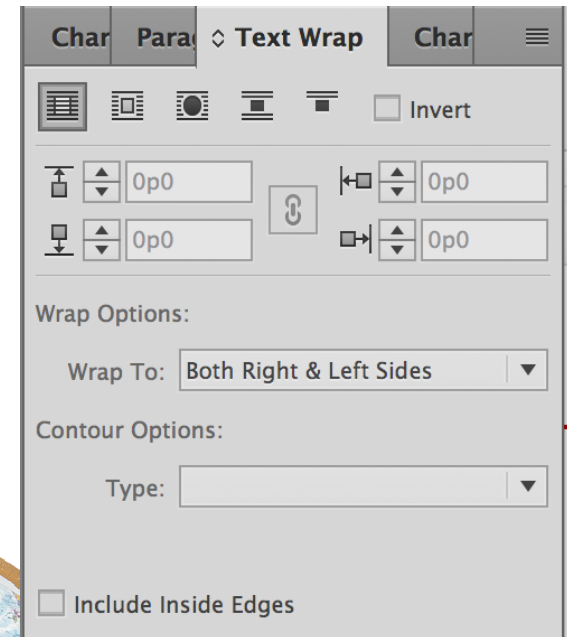 Char Para Text Wrap Char
Invert
0p0 0p0
0p0 0p0
Wrap Options:
Wrap To: Both Right & Left Sides
Contour Options:
Type:
Include Inside Edges